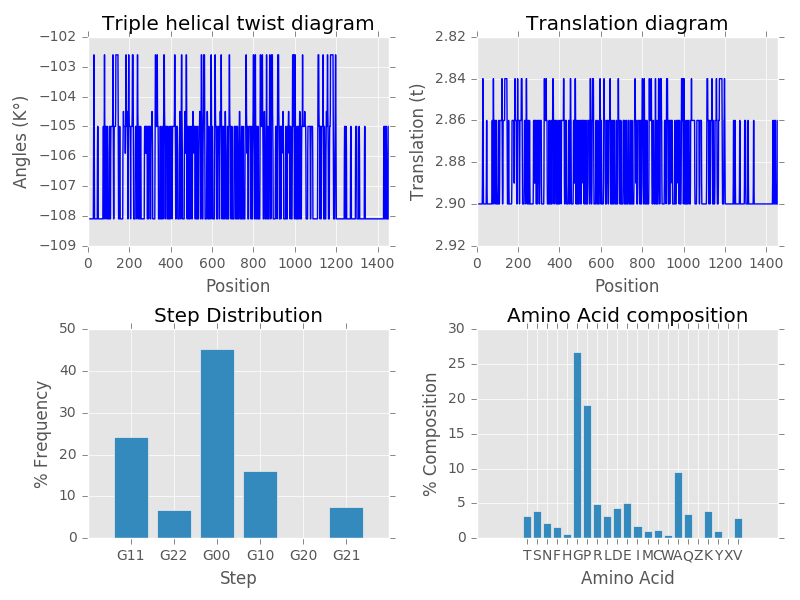 Triple helical twist diagram
−102
−103
−104
−105
−106
−107
−108
−109
Angles (K°)
0 200 400 600 800 1000 1200 1400
Position
Translation diagram
2.82
2.84
2.86
2.88
2.90
2.92
Translation (t)
0 200 400 600 800 1000 1200 1400
Position
Step Distribution
50
40
30
20
10
0
% Frequency
G11 G22 G00 G10 G20 G21
Step
Amino Acid composition
30
25
20
15
10
5
0
% Composition
T S N F H G P R L D E I M C W A Q Z K Y X V
Amino Acid